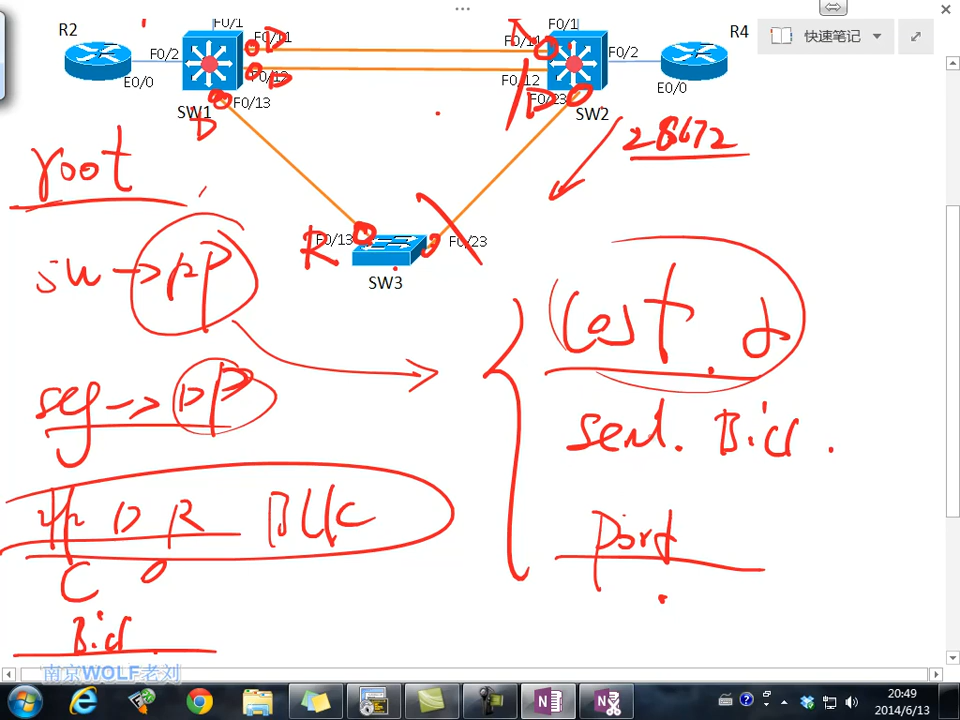 R2
F0/1
F0/1
R4
快速笔记
F0/2
F0/11
D
F0/11
F0/2
E0/0
F0/12
D
F0/12
E0/0
F0/13
F0/23
D
SW1
D
SW2
28672
root
R
F0/13
F0/23
SW3
sw → RP
Cost
seg → DP
send. Bid.
非 D R BLK
Port
C
Bid
南京WOLF老刘
20:49
2014/6/13